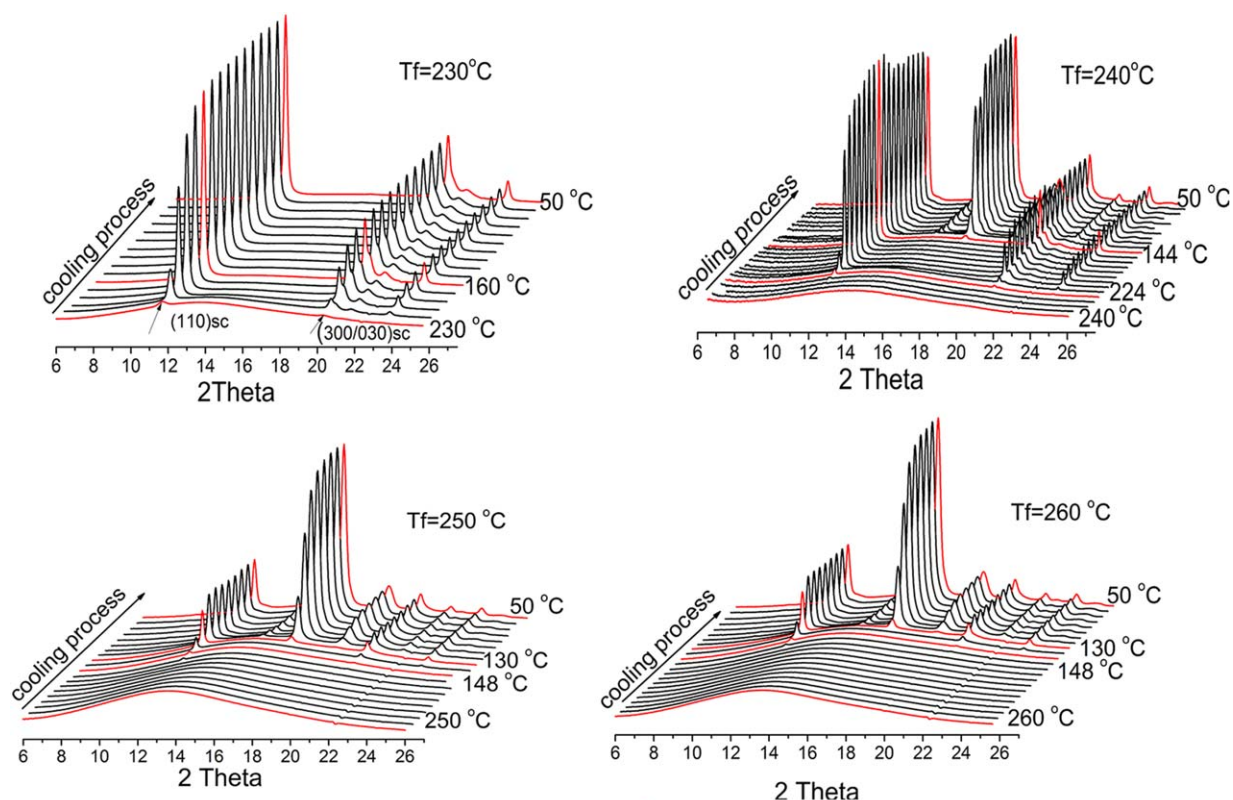 Tf=230°C
cooling process
50 °C
160 °C
230 °C
(110)sc
(300/030)sc
6 8 10 12 14 16 18 20 22 24 26
2Theta
Tf=240°C
cooling process
50 °C
144 °C
224 °C
240 °C
6 8 10 12 14 16 18 20 22 24 26
2 Theta
Tf=250 °C
cooling process
50 °C
130 °C
148 °C
250 °C
6 8 10 12 14 16 18 20 22 24 26
2 Theta
Tf=260 °C
cooling process
50 °C
130 °C
148 °C
260 °C
6 8 10 12 14 16 18 20 22 24 26
2 Theta